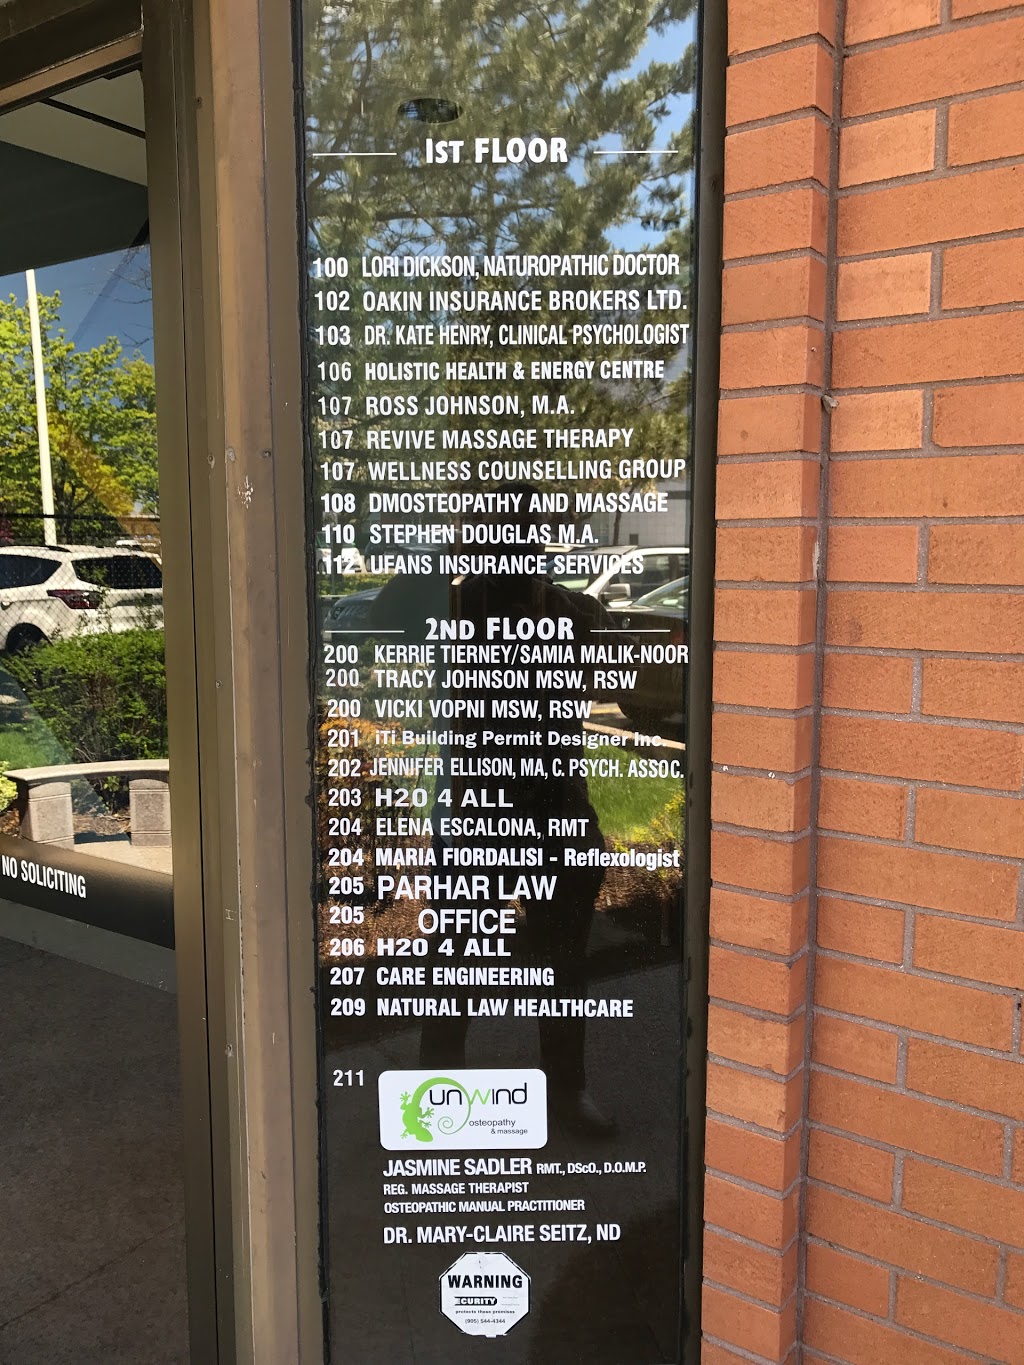 1ST FLOOR
100 LORI DICKSON, NATUROPATHIC DOCTOR
102 OAKIN INSURANCE BROKERS LTD.
103 DR. KATE HENRY, CLINICAL PSYCHOLOGIST
106 HOLISTIC HEALTH & ENERGY CENTRE
107 ROSS JOHNSON, M.A.
107 REVIVE MASSAGE THERAPY
107 WELLNESS COUNSELLING GROUP
108 DMOSTEOPATHY AND MASSAGE
110 STEPHEN DOUGLAS M.A.
112 UFANS INSURANCE SERVICES
2ND FLOOR
200 KERRIE TIERNEY/SAMIA MALIK-NOOR
200 TRACY JOHNSON MSW, RSW
200 VICKI VOPNI MSW, RSW
201 iTi Building Permit Designer Inc.
202 JENNIFER ELLISON, MA, C. PSYCH. ASSOC.
203 H20 4 ALL
204 ELENA ESCALONA, RMT
204 MARIA FIORDALISI - Reflexologist
205 PARHAR LAW
205 OFFICE
206 H20 4 ALL
207 CARE ENGINEERING
209 NATURAL LAW HEALTHCARE
211
unwind
osteopathy
& massage
JASMINE SADLER RMT., DScO., D.O.M.P.
REG. MASSAGE THERAPIST
OSTEOPATHIC MANUAL PRACTITIONER
DR. MARY-CLAIRE SEITZ, ND
WARNING
ECURITY
protects these premises
(905) 544-4344
NO SOLICITING